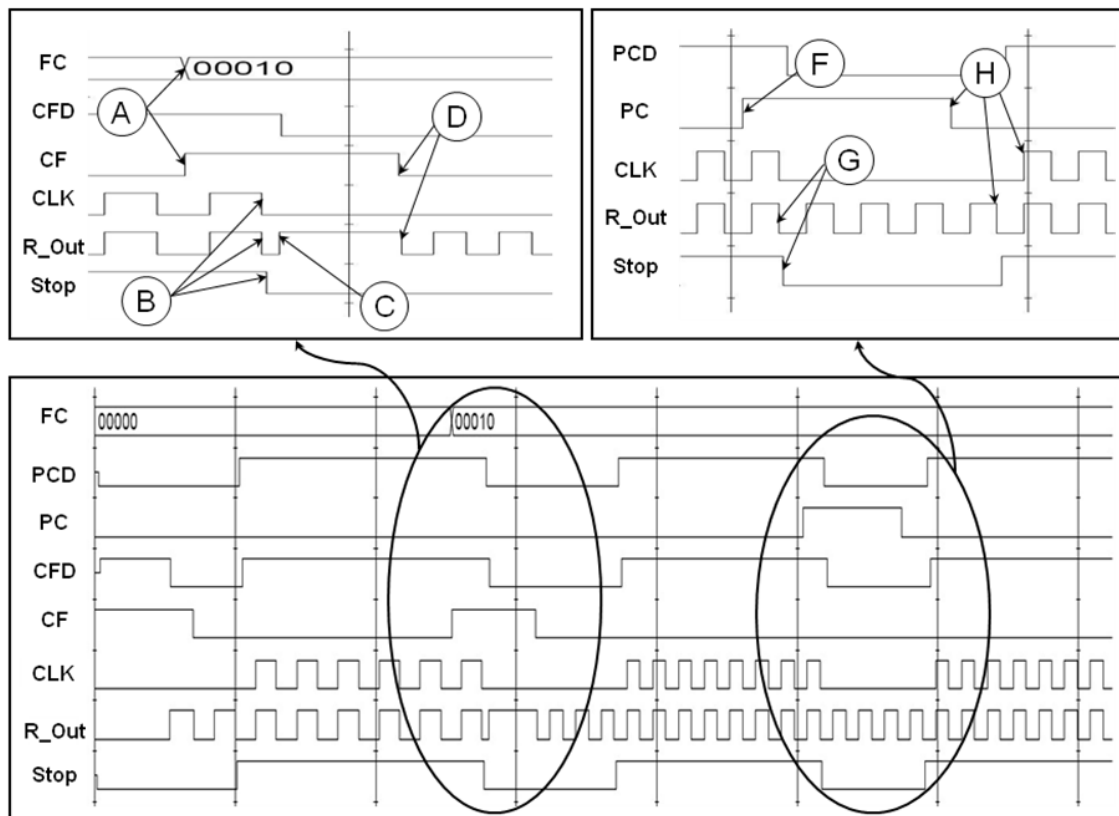 FC
00010
CFD
A
D
CF
CLK
R_Out
Stop
B
C
PCD
F
H
PC
CLK
G
R_Out
Stop
FC
00000
00010
PCD
PC
CFD
CF
CLK
R_Out
Stop